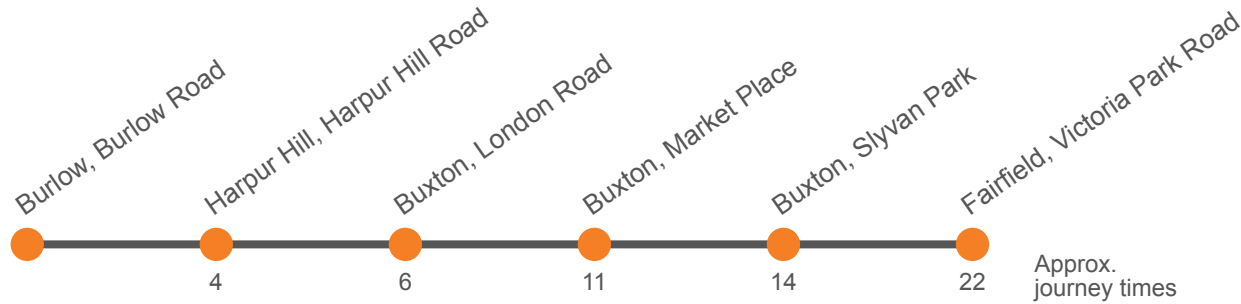 Burlow, Burlow Road
Harpur Hill, Harpur Hill Road
Buxton, London Road
Buxton, Market Place
Buxton, Slyvan Park
Fairfield, Victoria Park Road
4
6
11
14
22
Approx.
journey times